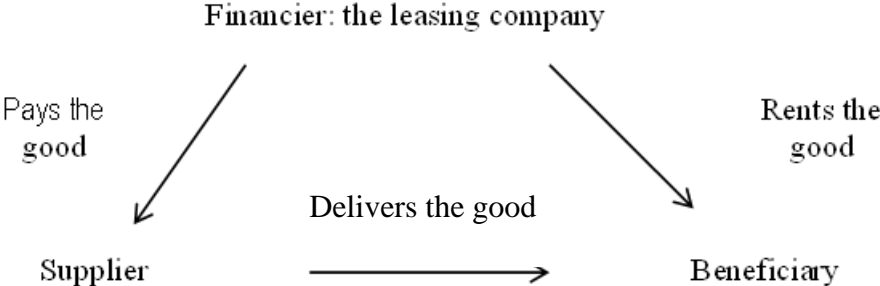 Financier: the leasing company
Pays the
good
Rents the
good
Delivers the good
Supplier
Beneficiary